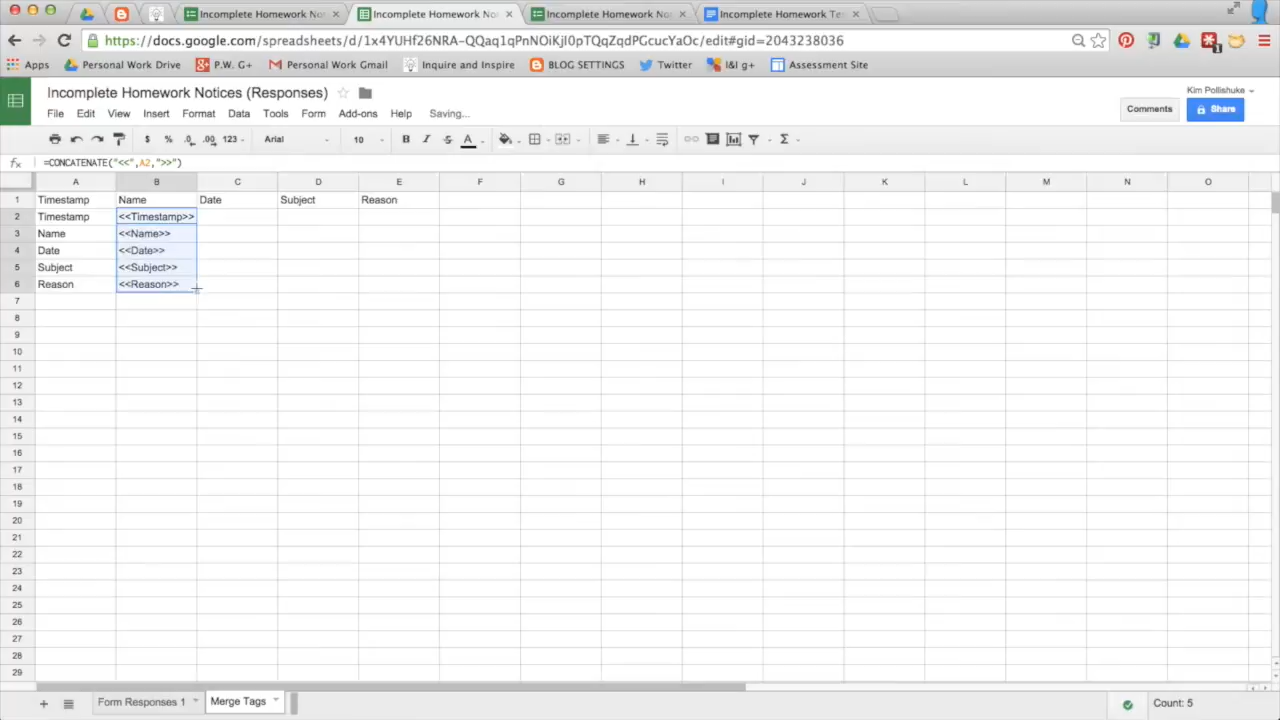 Incomplete Homework No
Incomplete Homework No
Incomplete Homework No
Incomplete Homework Te
https://docs.google.com/spreadsheets/d/1x4YUHf26NRA-QQaq1qPnNOiKjI0pTQqZqdPGcucYaOc/edit#gid=2043238036
Apps Personal Work Drive P.W. G+ Personal Work Gmail Inquire and Inspire BLOG SETTINGS Twitter I&I g+ Assessment Site
Incomplete Homework Notices (Responses)
Kim Pollishuke
File Edit View Insert Format Data Tools Form Add-ons Help Saving...
Comments Share
$ % .0 .00 123 Arial 10 B I S A Σ
fx =CONCATENATE("<<",A2,">>")
A B C D E F G H I J K L M N O
1 Timestamp Name Date Subject Reason
2 Timestamp <<Timestamp>>
3 Name <<Name>>
4 Date <<Date>>
5 Subject <<Subject>>
6 Reason <<Reason>>
7
8
9
10
11
12
13
14
15
16
17
18
19
20
21
22
23
24
25
26
27
28
29
+ Form Responses 1 Merge Tags Count: 5